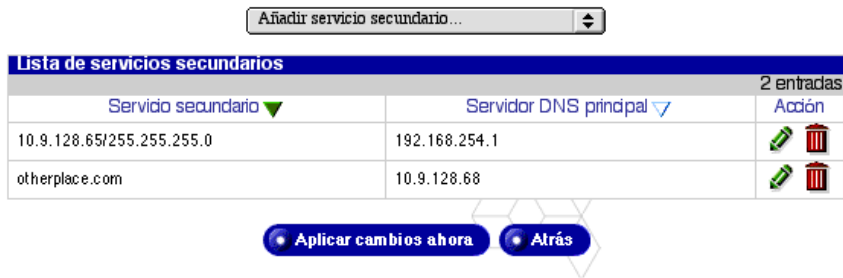 Añadir servicio secundario...
Lista de servicios secundarios
2 entradas
Servicio secundario Servidor DNS principal Acción
10.9.128.65/255.255.255.0 192.168.254.1
otherplace.com 10.9.128.68
Aplicar cambios ahora Atrás